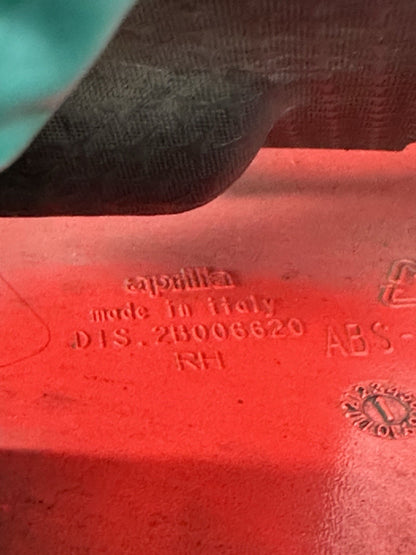 aprilia
made in italy
DIS.2B006620
RH
ABS-